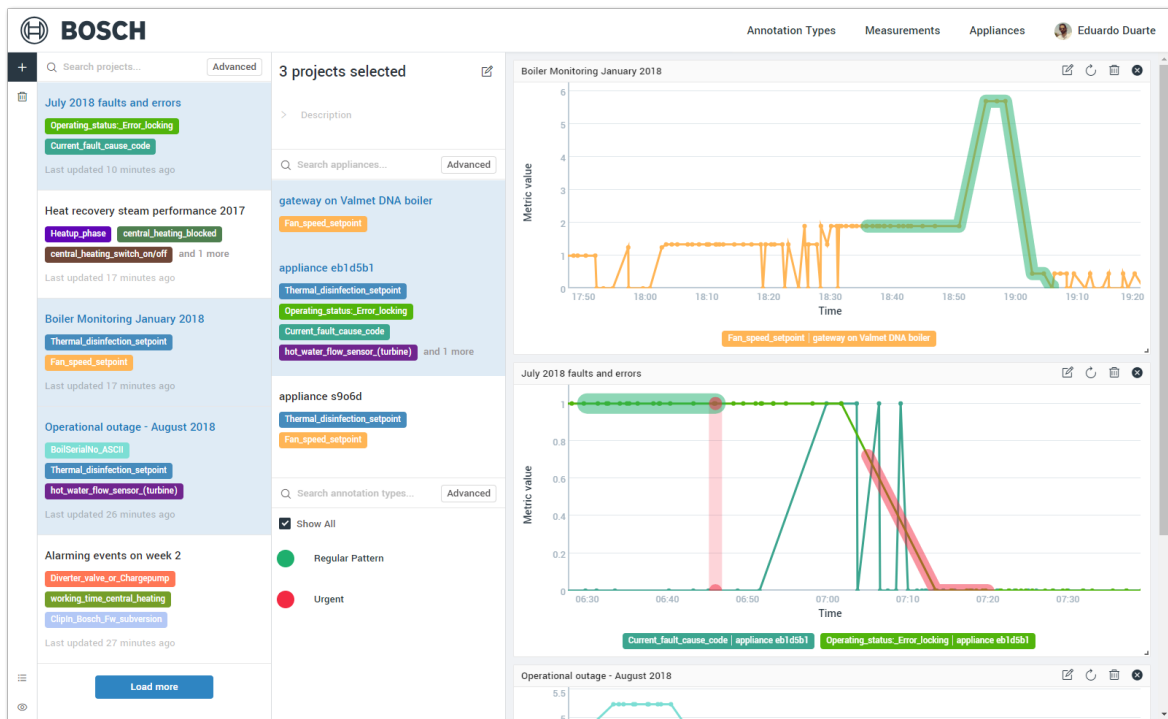 BOSCH
Annotation Types
Measurements
Appliances
Eduardo Duarte
+
Search projects...
Advanced
July 2018 faults and errors
Operating_status:_Error_locking
Current_fault_cause_code
Last updated 10 minutes ago
Heat recovery steam performance 2017
Heatup_phase
central_heating_blocked
central_heating_switch_on/off
and 1 more
Last updated 17 minutes ago
Boiler Monitoring January 2018
Thermal_disinfection_setpoint
Fan_speed_setpoint
Last updated 17 minutes ago
Operational outage - August 2018
BoilSerialNo_ASCII
Thermal_disinfection_setpoint
hot_water_flow_sensor_(turbine)
Last updated 26 minutes ago
Alarming events on week 2
Diverter_valve_or_Chargepump
working_time_central_heating
ClipIn_Bosch_Fw_subversion
Last updated 27 minutes ago
Load more
3 projects selected
> Description
Search appliances...
Advanced
gateway on Valmet DNA boiler
Fan_speed_setpoint
appliance eb1d5b1
Thermal_disinfection_setpoint
Operating_status:_Error_locking
Current_fault_cause_code
hot_water_flow_sensor_(turbine)
and 1 more
appliance s9o6d
Thermal_disinfection_setpoint
Fan_speed_setpoint
Search annotation types...
Advanced
Show All
Regular Pattern
Urgent
Boiler Monitoring January 2018
6
5
4
3
2
1
0
Metric value
17:50 18:00 18:10 18:20 18:30 18:40 18:50 19:00 19:10 19:20
Time
Fan_speed_setpoint | gateway on Valmet DNA boiler
July 2018 faults and errors
1
0.8
0.6
0.4
0.2
0
Metric value
06:30 06:40 06:50 07:00 07:10 07:20 07:30
Time
Current_fault_cause_code | appliance eb1d5b1
Operating_status:_Error_locking | appliance eb1d5b1
Operational outage - August 2018
5.5
5